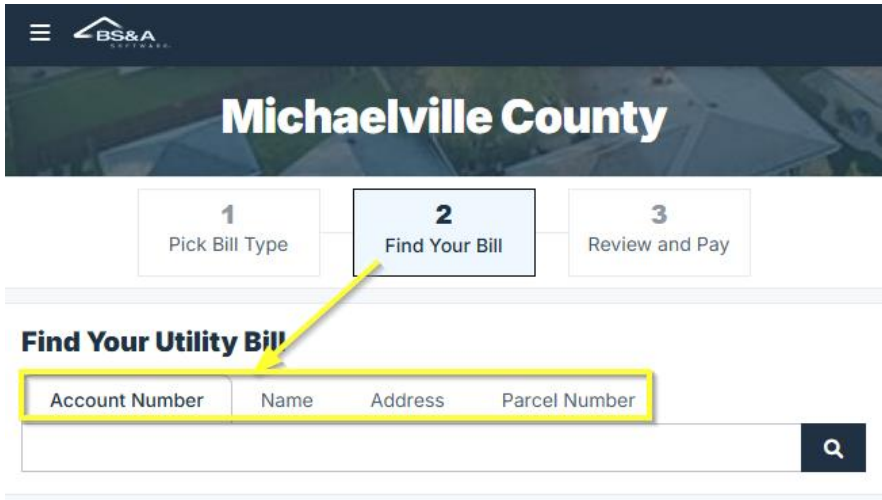 BS&A
SOFTWARE
Michaelville County
1
Pick Bill Type
2
Find Your Bill
3
Review and Pay
Find Your Utility Bill
Account Number Name Address Parcel Number